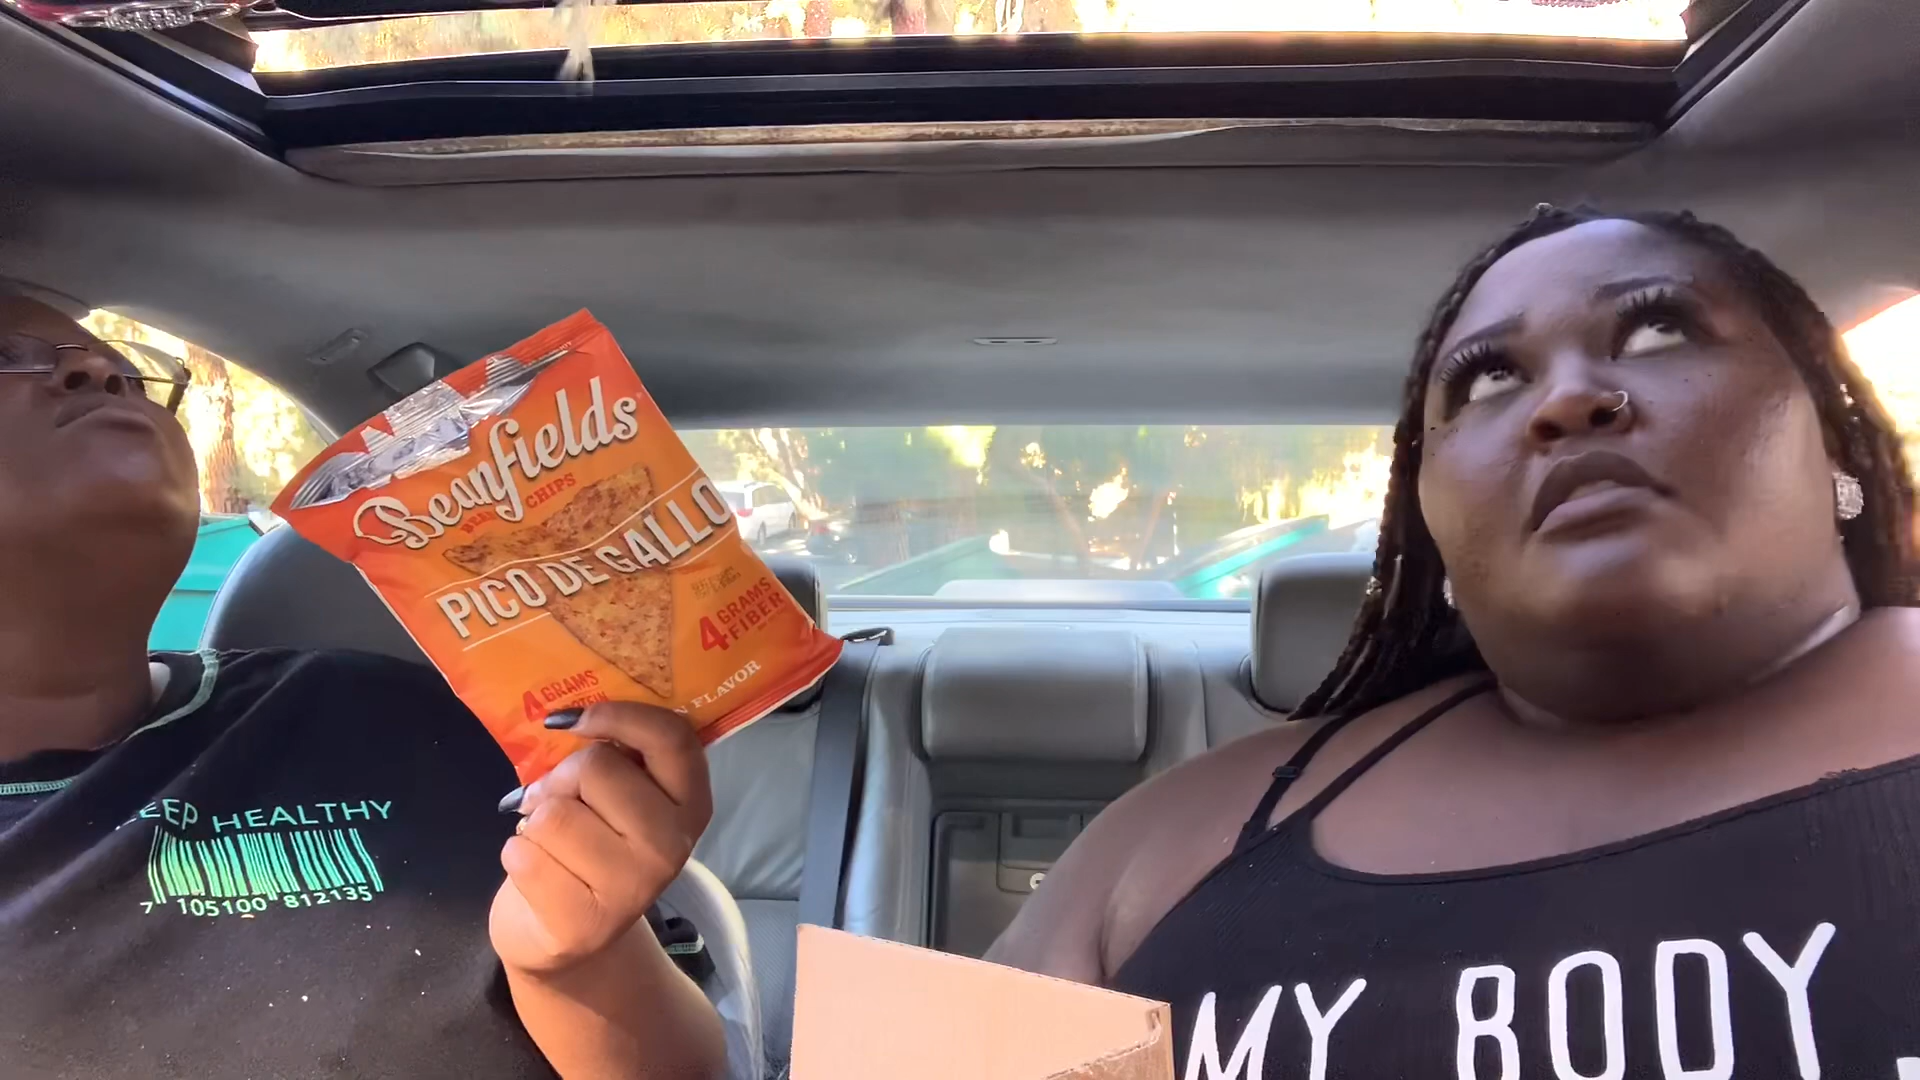 Beanfields
BEAN CHIPS
PICO DE GALLO
4 GRAMS
FIBER
4 GRAMS
PROTEIN
FLAVOR
EEP HEALTHY
7 105100 812135
MY BODY